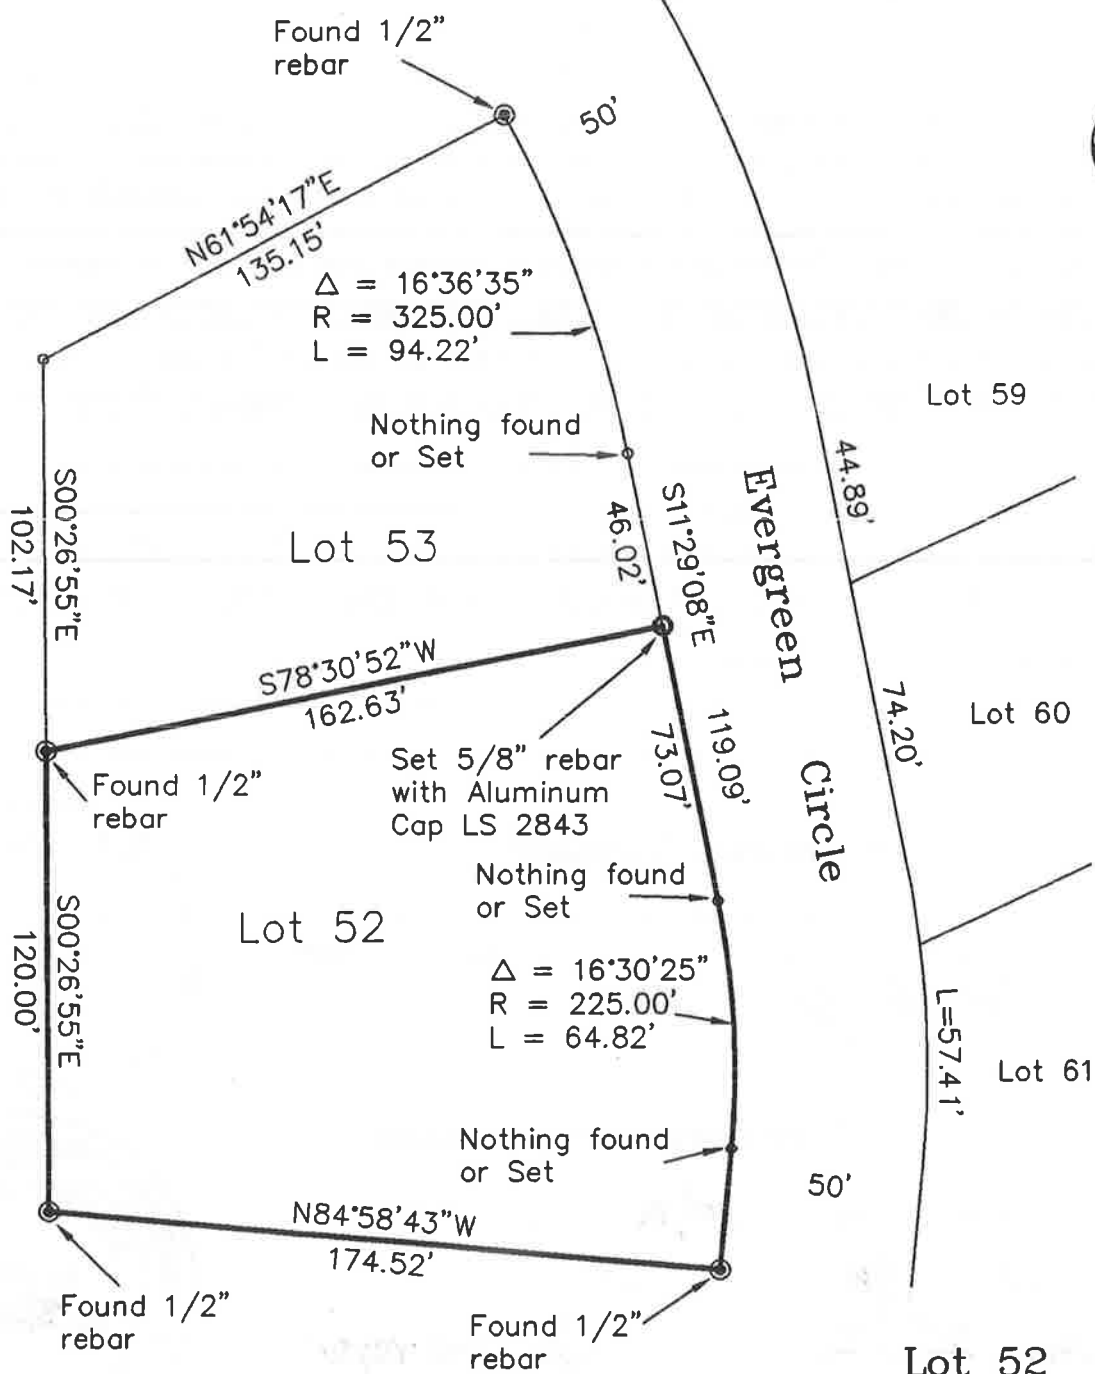 Found 1/2"
rebar
50'
N61°54'17"E
135.15'
Δ = 16°36'35"
R = 325.00'
L = 94.22'
Lot 59
Nothing found
or Set
44.89'
S00°26'55"E
102.17'
Lot 53
46.02'
S11°29'08"E
119.09'
Evergreen Circle
S78°30'52"W
162.63'
74.20'
Lot 60
Set 5/8" rebar
with Aluminum
Cap LS 2843
73.07'
Found 1/2"
rebar
Nothing found
or Set
Lot 52
S00°26'55"E
120.00'
Δ = 16°30'25"
R = 225.00'
L = 64.82'
L=57.41'
Lot 61
Nothing found
or Set
50'
N84°58'43"W
174.52'
Found 1/2"
rebar
Found 1/2"
rebar
Lot 52